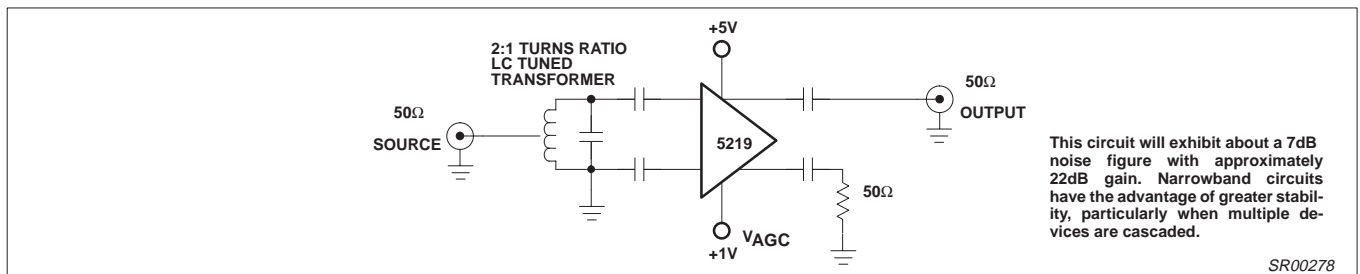 +5V
2:1 TURNS RATIO
LC TUNED
TRANSFORMER
50Ω
SOURCE
5219
50Ω
OUTPUT
50Ω
VAGC
+1V
This circuit will exhibit about a 7dB
noise figure with approximately
22dB gain. Narrowband circuits
have the advantage of greater stabil-
ity, particularly when multiple de-
vices are cascaded.
SR00278